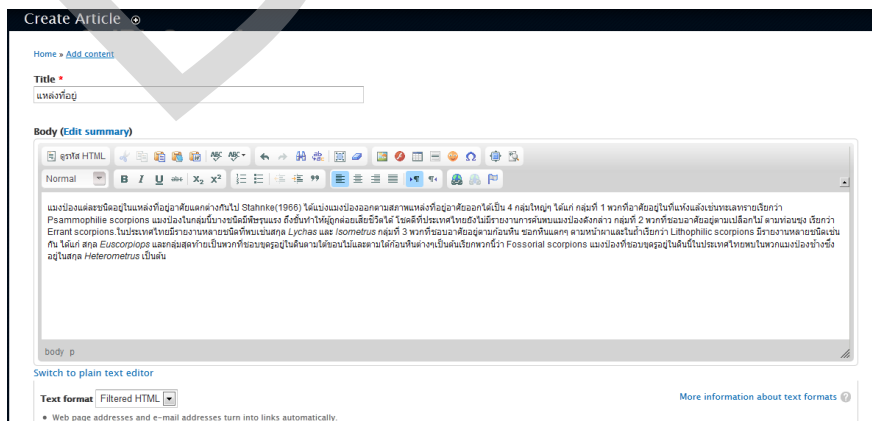 Create Article
Home » Add content
Title *
แหล่งที่อยู่
Body (Edit summary)
ดูรหัส HTML
Normal
B I U abc X₂ X²
แมงป่องแต่ละชนิดอยู่ในแหล่งที่อยู่อาศัยแตกต่างกันไป Stahnke(1966) ได้แบ่งแมงป่องออกตามสภาพแหล่งที่อยู่อาศัยออกได้เป็น 4 กลุ่มใหญ่ๆ ได้แก่ กลุ่มที่ 1 พวกที่อาศัยอยู่ในที่แห้งแล้งเช่นทะเลทรายเรียกว่า
Psammophilie scorpions แมงป่องในกลุ่มนี้บางชนิดมีพิษรุนแรง ถึงขั้นทำให้ผู้ถูกต่อยเสียชีวิตได้ โชคดีที่ประเทศไทยยังไม่มีรายงานการค้นพบแมงป่องดังกล่าว กลุ่มที่ 2 พวกที่ชอบอาศัยอยู่ตามเปลือกไม้ ตามท่อนซุง เรียกว่า
Errant scorpions ในประเทศไทยมีรายงานหลายชนิดที่พบเช่นสกุล Lychas และ Isometrus กลุ่มที่ 3 พวกที่ชอบอาศัยอยู่ตามก้อนหิน ซอกหินแตกๆ ตามหน้าผาและในถ้ำเรียกว่า Lithophilic scorpions มีรายงานหลายชนิดเช่น
กัน ได้แก่ สกุล Euscorpiops และกลุ่มสุดท้ายเป็นพวกที่ชอบขุดรูอยู่ในดินตามใต้ขอนไม้และตามใต้ก้อนหินต่างๆเป็นต้นเรียกพวกนี้ว่า Fossorial scorpions แมงป่องที่ชอบขุดรูอยู่ในดินนี้ในประเทศไทยพบในพวกแมงป่องช้างซึ่ง
อยู่ในสกุล Heterometrus เป็นต้น
body p
Switch to plain text editor
Text format Filtered HTML
More information about text formats
• Web page addresses and e-mail addresses turn into links automatically.